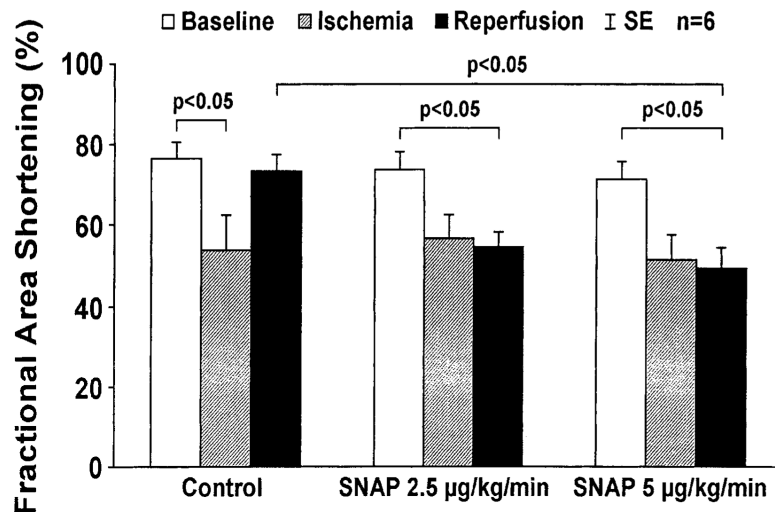 Baseline Ischemia Reperfusion SE n=6
Fractional Area Shortening (%)
100
80
60
40
20
0
p<0.05
p<0.05
p<0.05
p<0.05
Control SNAP 2.5 µg/kg/min SNAP 5 µg/kg/min